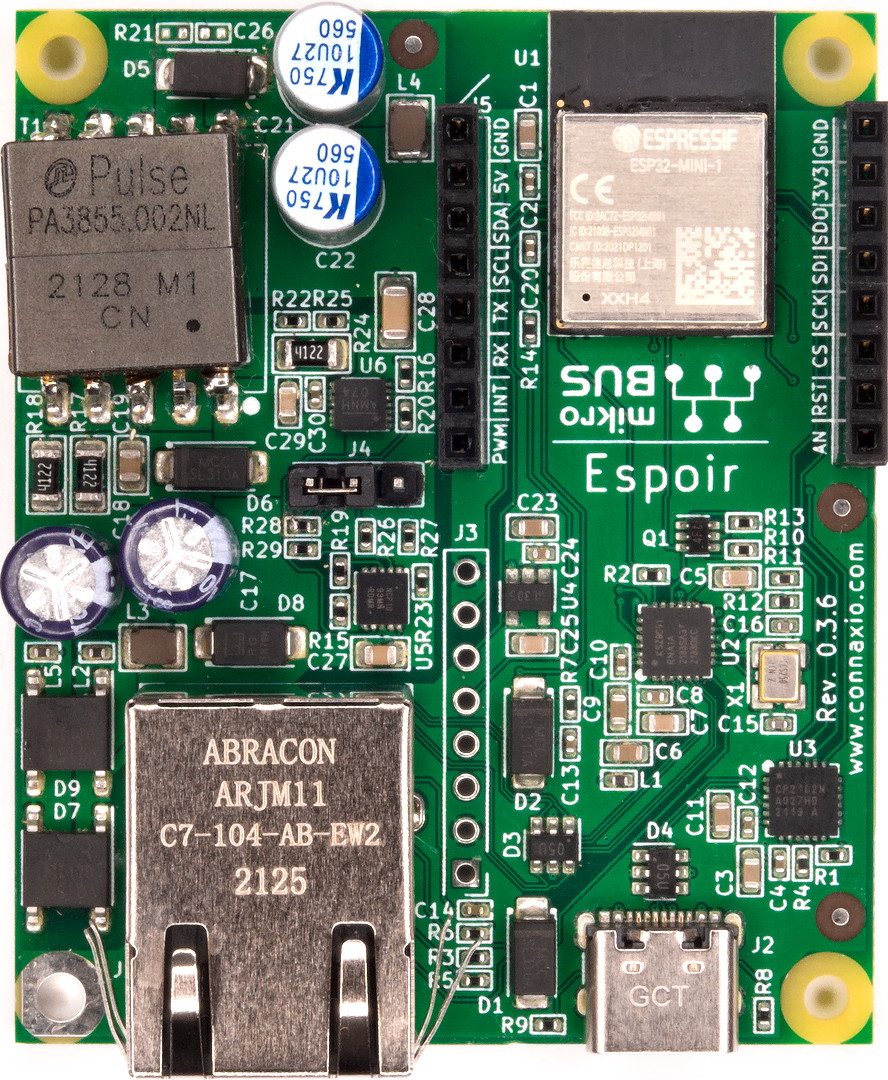 R21
C26
D5
560
10U27
K750
L4
J5
U1
C1
T1
C21
Pulse
PA3855.002NL
2128 M1
CN
560
10U27
K750
C22
GND
5V
SDA
SCL
TX
RX
INT
PWM
C2
C20
R14
ESPRESSIF
ESP32-MINI-1
CE
XXH4
GND
3V3
SDO
SDI
SCK
CS
RST
AN
mikro
BUS
Espoir
R22
R25
R24
C28
4122
U6
R16
R20
C29
C30
R18
R17
C19
4122
4122
J4
D6
C18
R28
R29
R19
R26
R27
J3
C23
C24
U4
C25
R7
Q1
R13
R10
R11
R2
C5
R12
C16
U2
X1
C15
C10
C9
C8
C7
C6
L1
C13
C17
D8
L3
R15
C27
U5
R23
L5
L2
D9
D7
ABRACON
ARJM11
C7-104-AB-EW2
2125
D2
D3
D4
C11
C12
U3
CP2102N
C3
C4
R4
R1
C14
R6
R3
R5
D1
R9
GCT
J2
R8
Rev. 0.3.6
www.connaxio.com